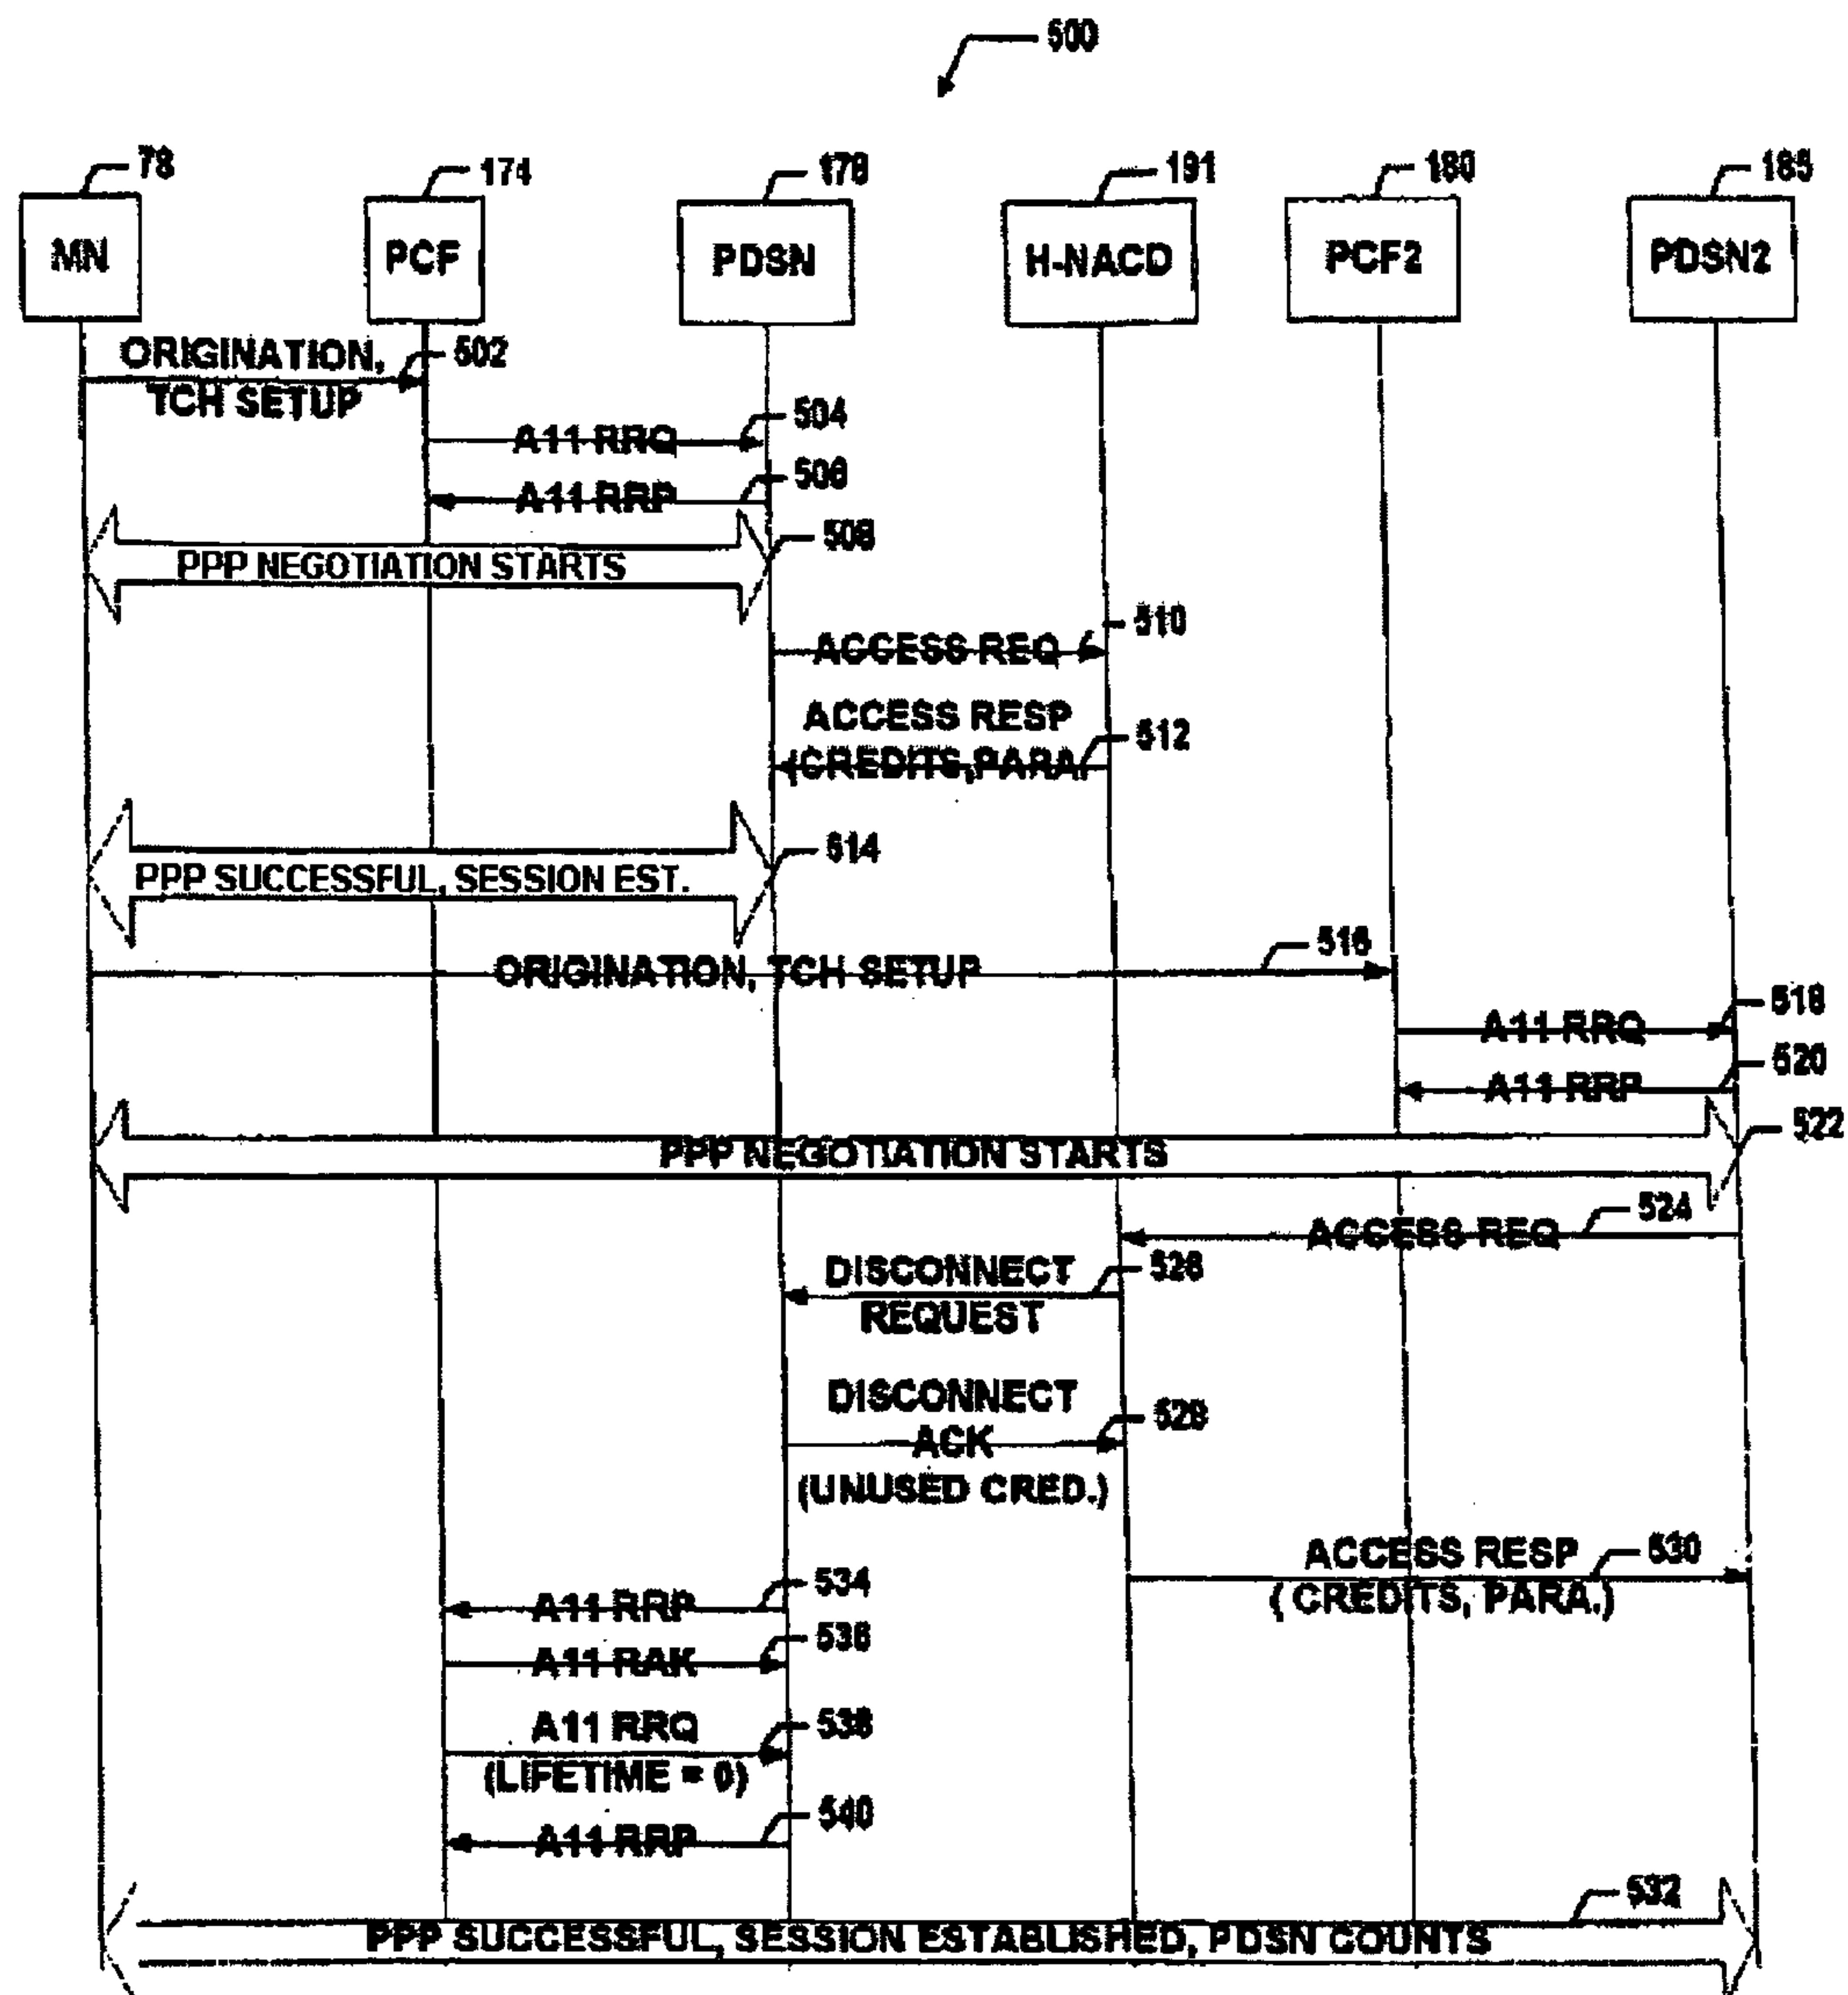 500
78
174
178
191
180
185
MN
PCF
PDSN
H-NACD
PCF2
PDSN2
ORIGINATION,
TCH SETUP
502
A11 RRQ
504
A11 RRP
506
PPP NEGOTIATION STARTS
508
ACCESS REQ
510
ACCESS RESP
(CREDITS,PARA.
512
PPP SUCCESSFUL, SESSION EST.
514
ORIGINATION, TCH SETUP
516
A11 RRQ
518
A11 RRP
520
PPP NEGOTIATION STARTS
522
ACCESS REQ
524
DISCONNECT
REQUEST
526
DISCONNECT
ACK
(UNUSED CRED.)
528
ACCESS RESP
( CREDITS, PARA.)
530
A11 RRP
534
A11 RAK
536
A11 RRQ
(LIFETIME = 0)
538
A11 RRP
540
PPP SUCCESSFUL, SESSION ESTABLISHED, PDSN COUNTS
532